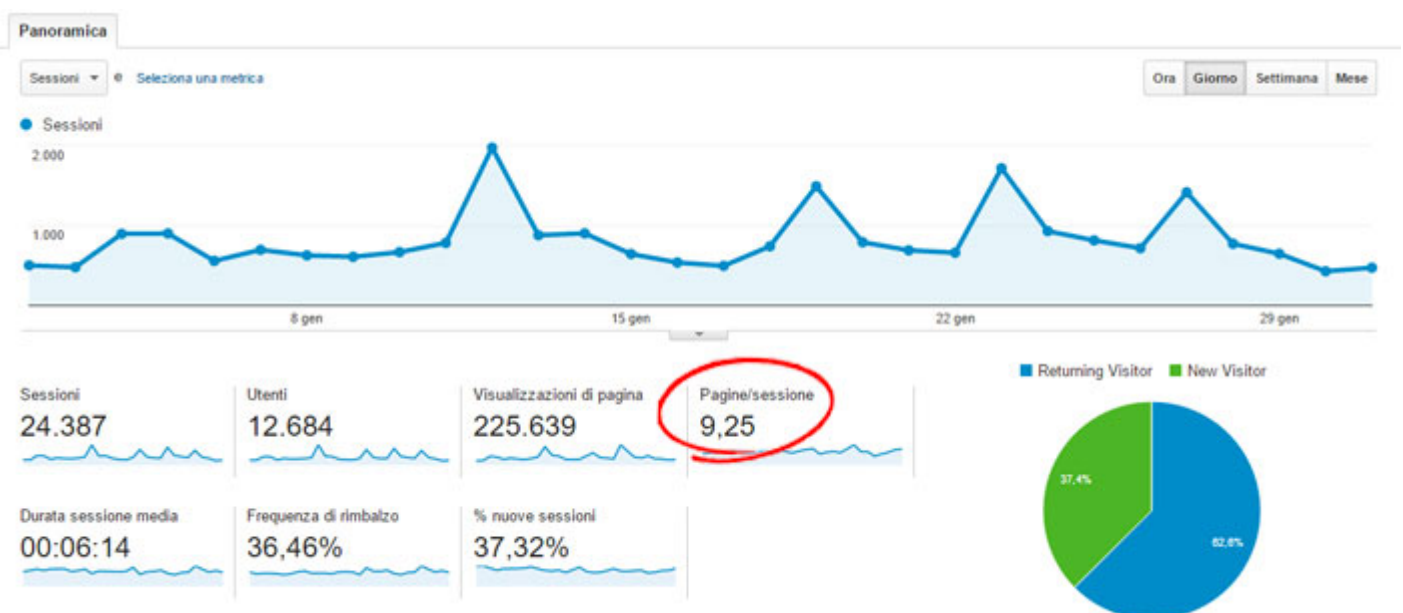 Panoramica
Sessioni e Seleziona una metrica
Ora Giorno Settimana Mese
Sessioni
2.000
1.000
8 gen 15 gen 22 gen 29 gen
Returning Visitor New Visitor
Sessioni Utenti Visualizzazioni di pagina Pagine/sessione
24.387 12.684 225.639 9,25
37,4%
62,6%
Durata sessione media Frequenza di rimbalzo % nuove sessioni
00:06:14 36,46% 37,32%